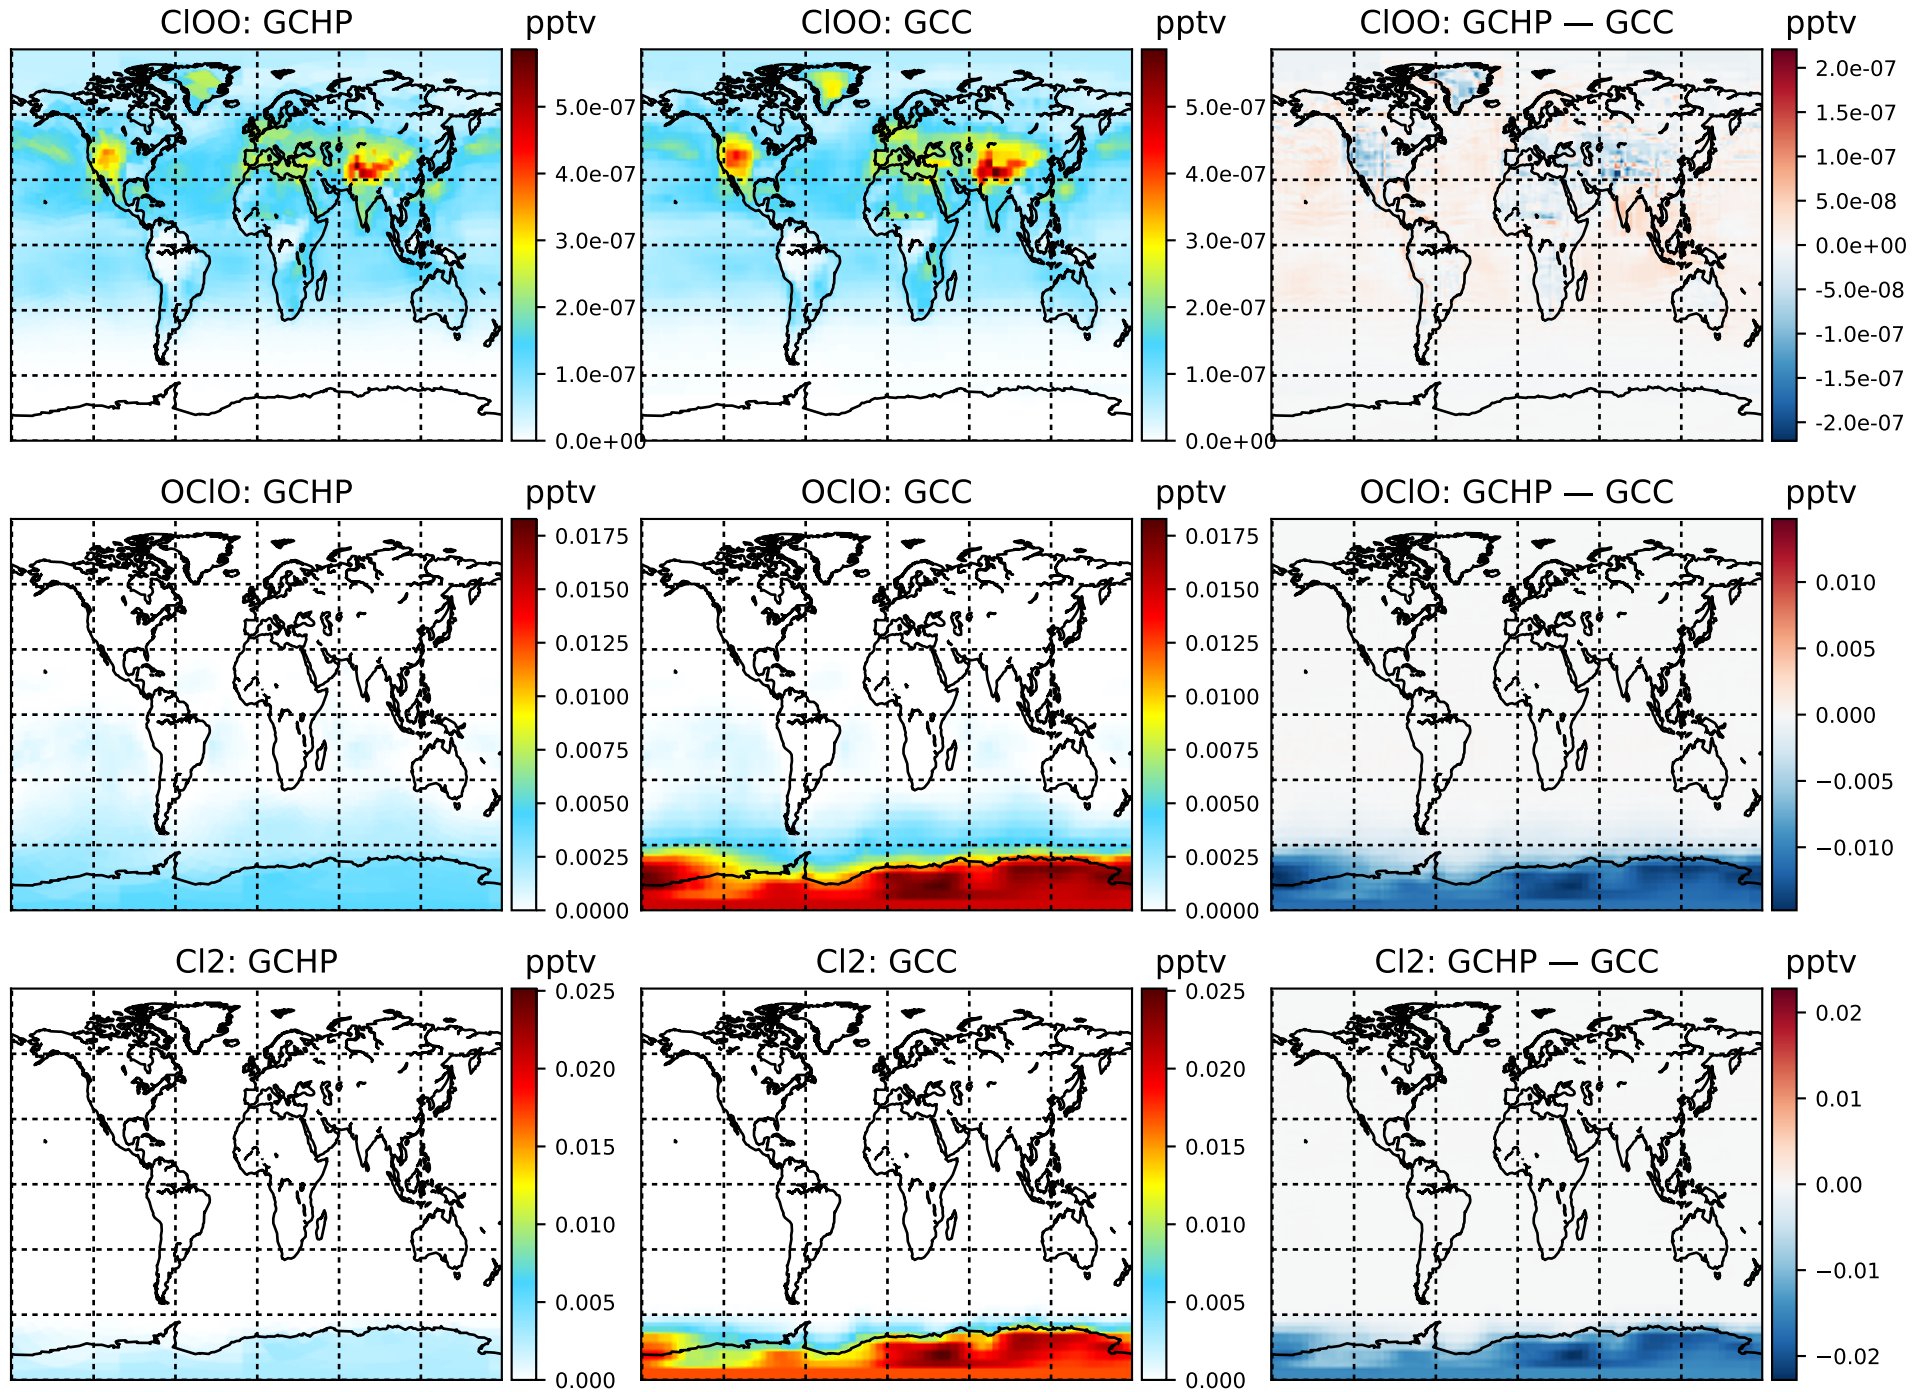 ClOO: GCHP pptv
5.0e-07
4.0e-07
3.0e-07
2.0e-07
1.0e-07
0.0e+00
ClOO: GCC pptv
5.0e-07
4.0e-07
3.0e-07
2.0e-07
1.0e-07
0.0e+00
ClOO: GCHP — GCC pptv
2.0e-07
1.5e-07
1.0e-07
5.0e-08
0.0e+00
-5.0e-08
-1.0e-07
-1.5e-07
-2.0e-07
OClO: GCHP pptv
0.0175
0.0150
0.0125
0.0100
0.0075
0.0050
0.0025
0.0000
OClO: GCC pptv
0.0175
0.0150
0.0125
0.0100
0.0075
0.0050
0.0025
0.0000
OClO: GCHP — GCC pptv
0.010
0.005
0.000
−0.005
−0.010
Cl2: GCHP pptv
0.025
0.020
0.015
0.010
0.005
0.000
Cl2: GCC pptv
0.025
0.020
0.015
0.010
0.005
0.000
Cl2: GCHP — GCC pptv
0.02
0.01
0.00
−0.01
−0.02